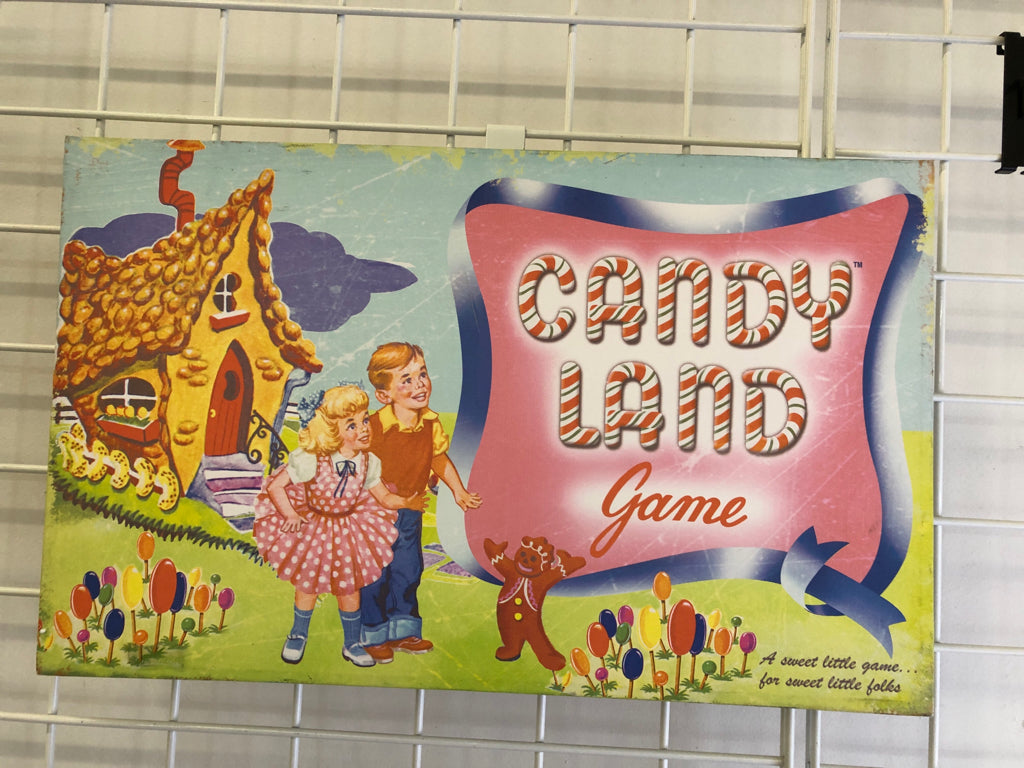 CANDY™
LAND
Game
A sweet little game...
for sweet little folks